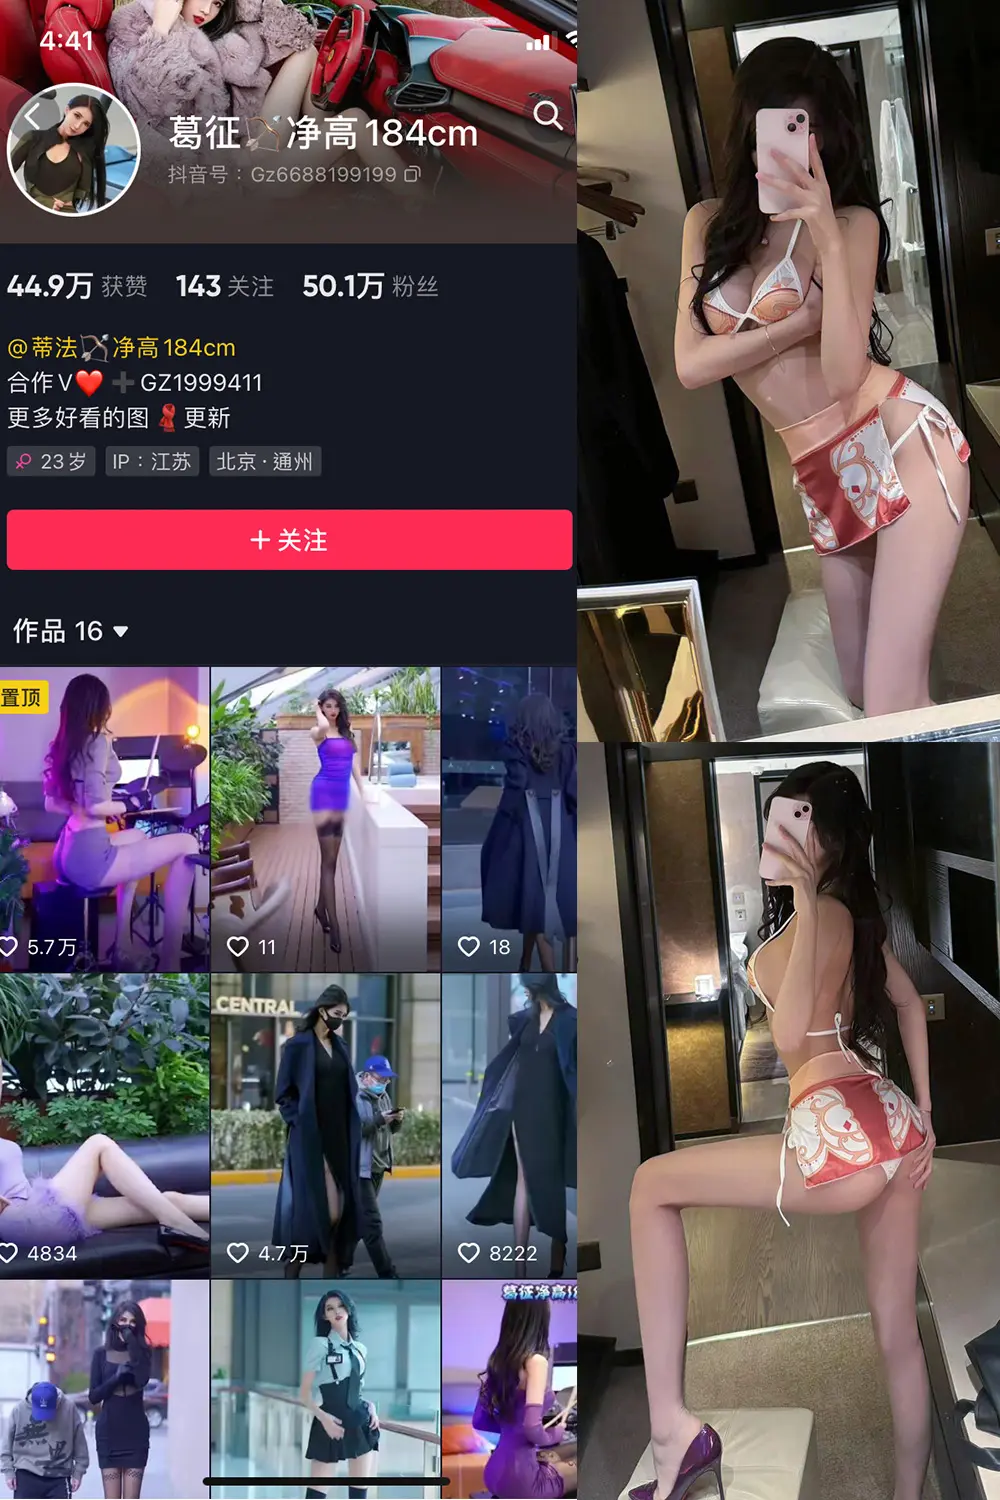 4:41
葛征🏹净高184cm
抖音号：Gz6688199199
44.9万 获赞 143 关注 50.1万 粉丝
@蒂法🏹净高184cm
合作V❤️➕GZ1999411
更多好看的图🧣更新
23岁 IP：江苏 北京·通州
+ 关注
作品 16
置顶
5.7万
11
18
CENTRAL
4834
4.7万
8222
葛征净高